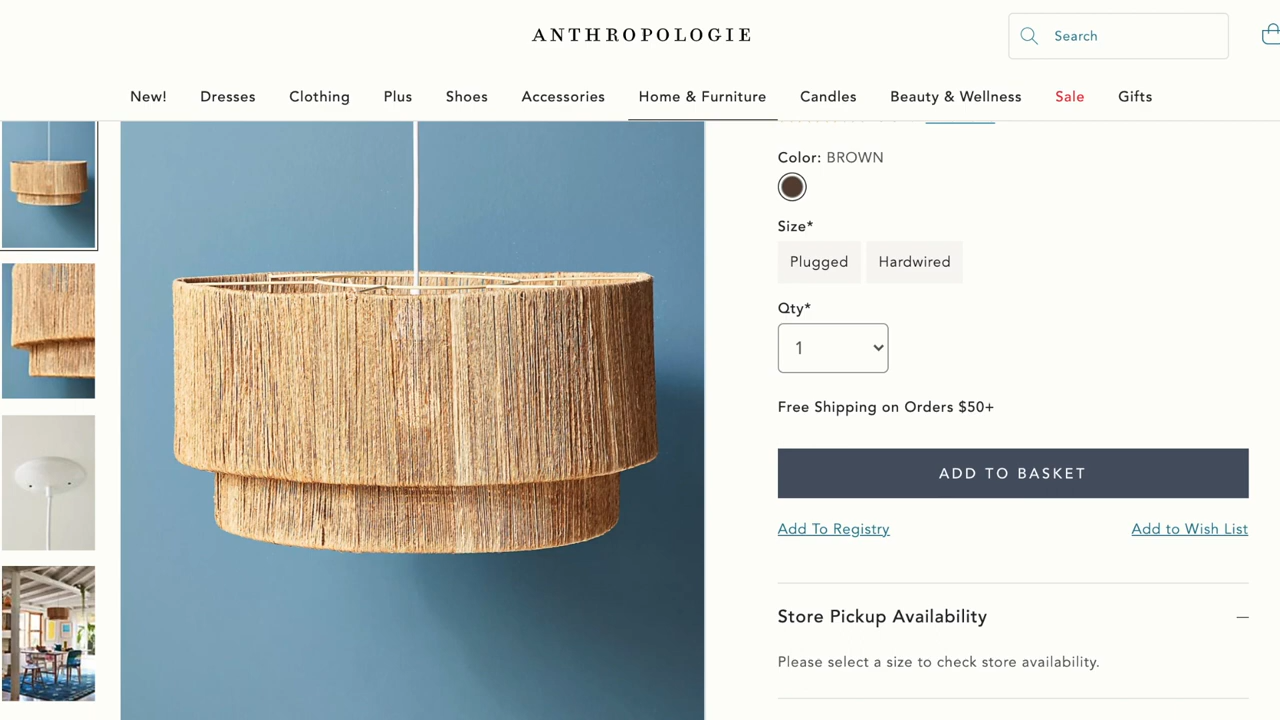 ANTHROPOLOGIE
Search
New! Dresses Clothing Plus Shoes Accessories Home & Furniture Candles Beauty & Wellness Sale Gifts
Color: BROWN
Size*
Plugged Hardwired
Qty*
1
Free Shipping on Orders $50+
ADD TO BASKET
Add To Registry Add to Wish List
Store Pickup Availability
Please select a size to check store availability.